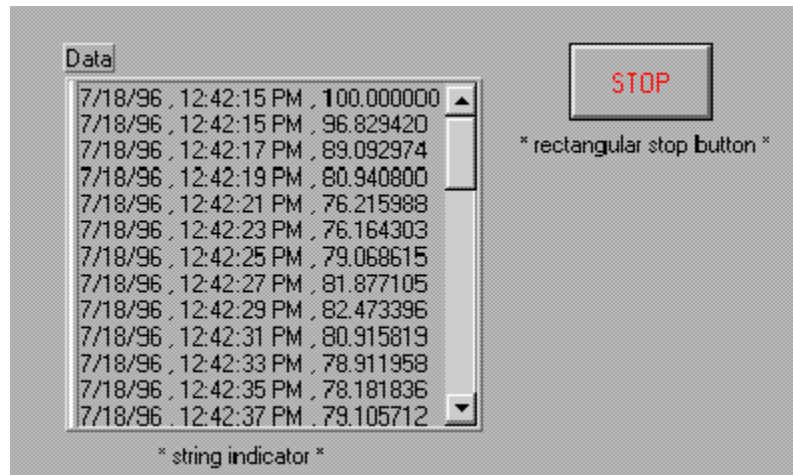 Data
7/18/96 , 12:42:15 PM , 100.000000
7/18/96 , 12:42:15 PM , 96.829420
7/18/96 , 12:42:17 PM , 89.092974
7/18/96 , 12:42:19 PM , 80.940800
7/18/96 , 12:42:21 PM , 76.215988
7/18/96 , 12:42:23 PM , 76.164303
7/18/96 , 12:42:25 PM , 79.068615
7/18/96 , 12:42:27 PM , 81.877105
7/18/96 , 12:42:29 PM , 82.473396
7/18/96 , 12:42:31 PM , 80.915819
7/18/96 , 12:42:33 PM , 78.911958
7/18/96 , 12:42:35 PM , 78.181836
7/18/96 , 12:42:37 PM , 79.105712
* string indicator *
STOP
* rectangular stop button *